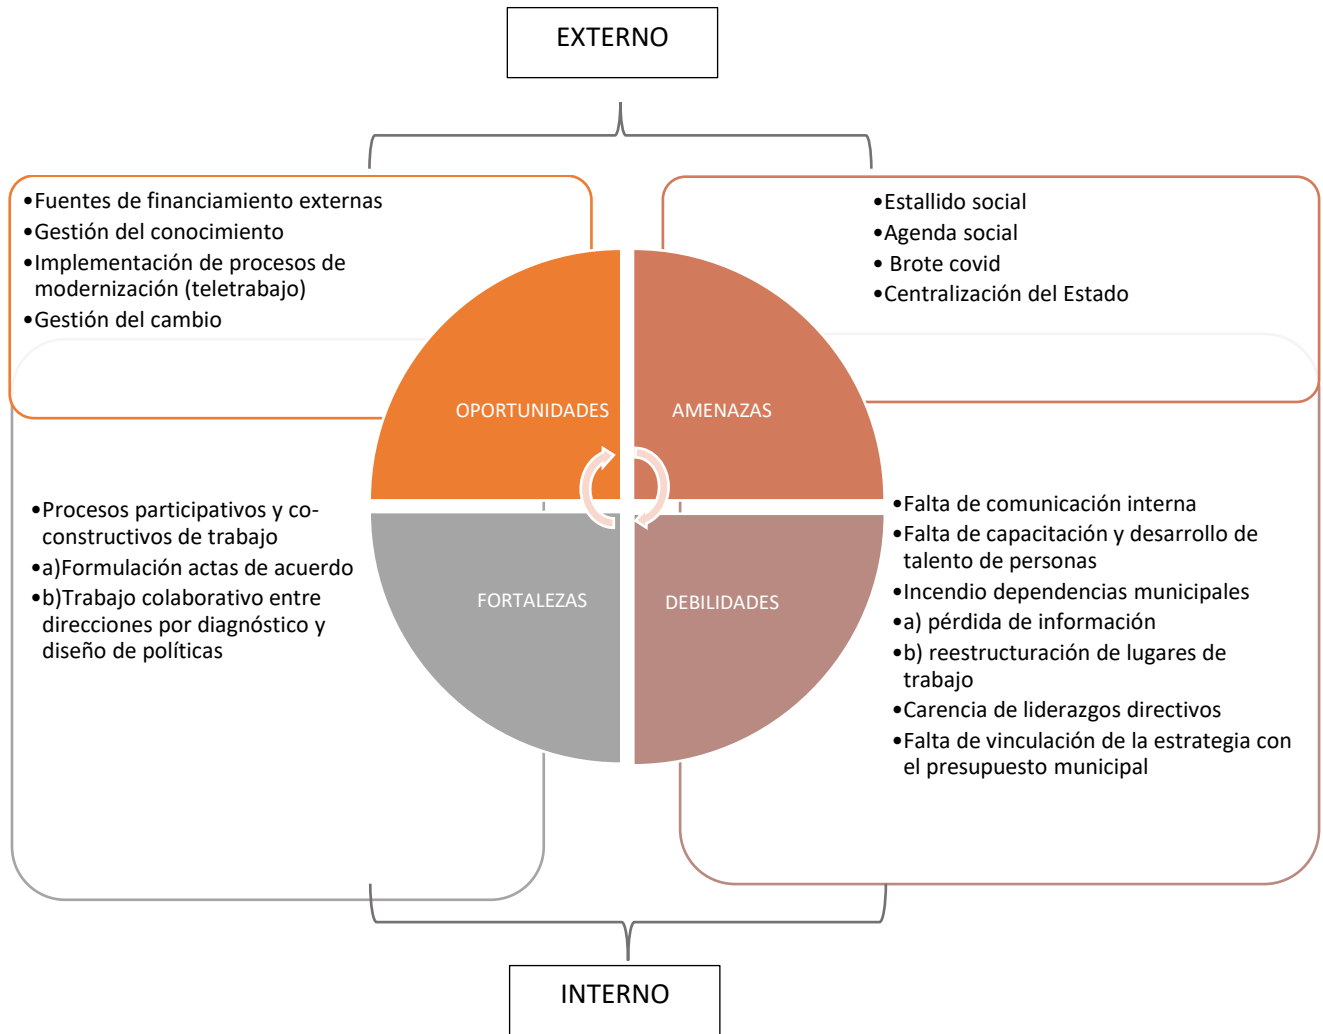 EXTERNO
•Fuentes de financiamiento externas
•Gestión del conocimiento
•Implementación de procesos de
modernización (teletrabajo)
•Gestión del cambio
•Estallido social
•Agenda social
• Brote covid
•Centralización del Estado
OPORTUNIDADES
AMENAZAS
•Procesos participativos y co-
constructivos de trabajo
•a)Formulación actas de acuerdo
•b)Trabajo colaborativo entre
direcciones por diagnóstico y
diseño de políticas
FORTALEZAS
DEBILIDADES
•Falta de comunicación interna
•Falta de capacitación y desarrollo de
talento de personas
•Incendio dependencias municipales
•a) pérdida de información
•b) reestructuración de lugares de
trabajo
•Carencia de liderazgos directivos
•Falta de vinculación de la estrategia con
el presupuesto municipal
INTERNO